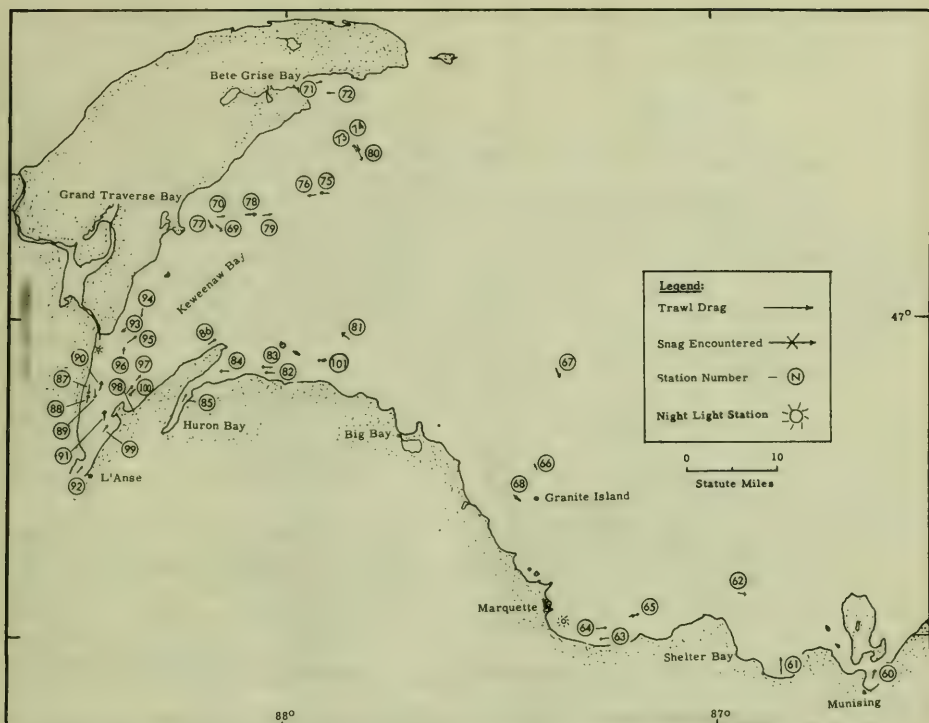 Bete Grise Bay
71
72
73
74
80
76
75
Grand Traverse Bay
70
78
77
69
79
Keweenaw Bay
94
93
95
86
81
47°
90
96
97
84
83
82
101
67
87
98
100
88
85
89
Huron Bay
Big Bay
91
99
66
92
L'Anse
68
Granite Island
Legend:
Trawl Drag
Snag Encountered
Station Number
N
Night Light Station
0
10
Statute Miles
62
Marquette
65
64
63
Shelter Bay
61
60
Munising
88°
87°